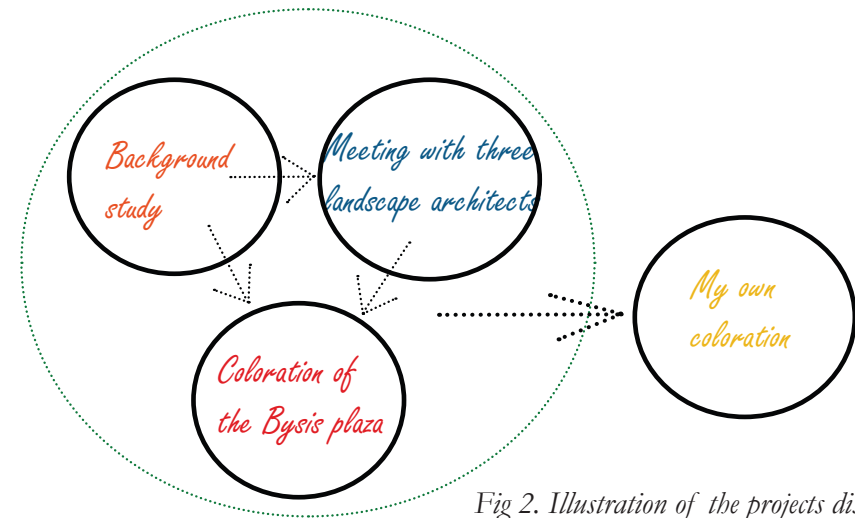 Background
study
Meeting with three
landscape architects
Coloration of
the Bysis plaza
My own
coloration
Fig 2. Illustration of the projects